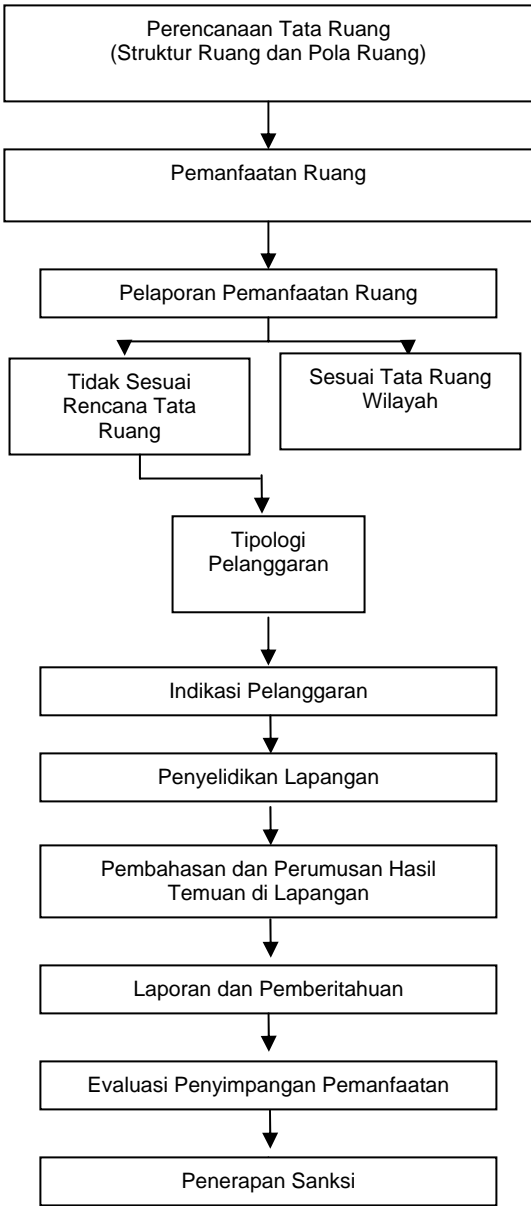 Perencanaan Tata Ruang
(Struktur Ruang dan Pola Ruang)
Pemanfaatan Ruang
Pelaporan Pemanfaatan Ruang
Tidak Sesuai
Rencana Tata
Ruang
Sesuai Tata Ruang
Wilayah
Tipologi
Pelanggaran
Indikasi Pelanggaran
Penyelidikan Lapangan
Pembahasan dan Perumusan Hasil
Temuan di Lapangan
Laporan dan Pemberitahuan
Evaluasi Penyimpangan Pemanfaatan
Penerapan Sanksi